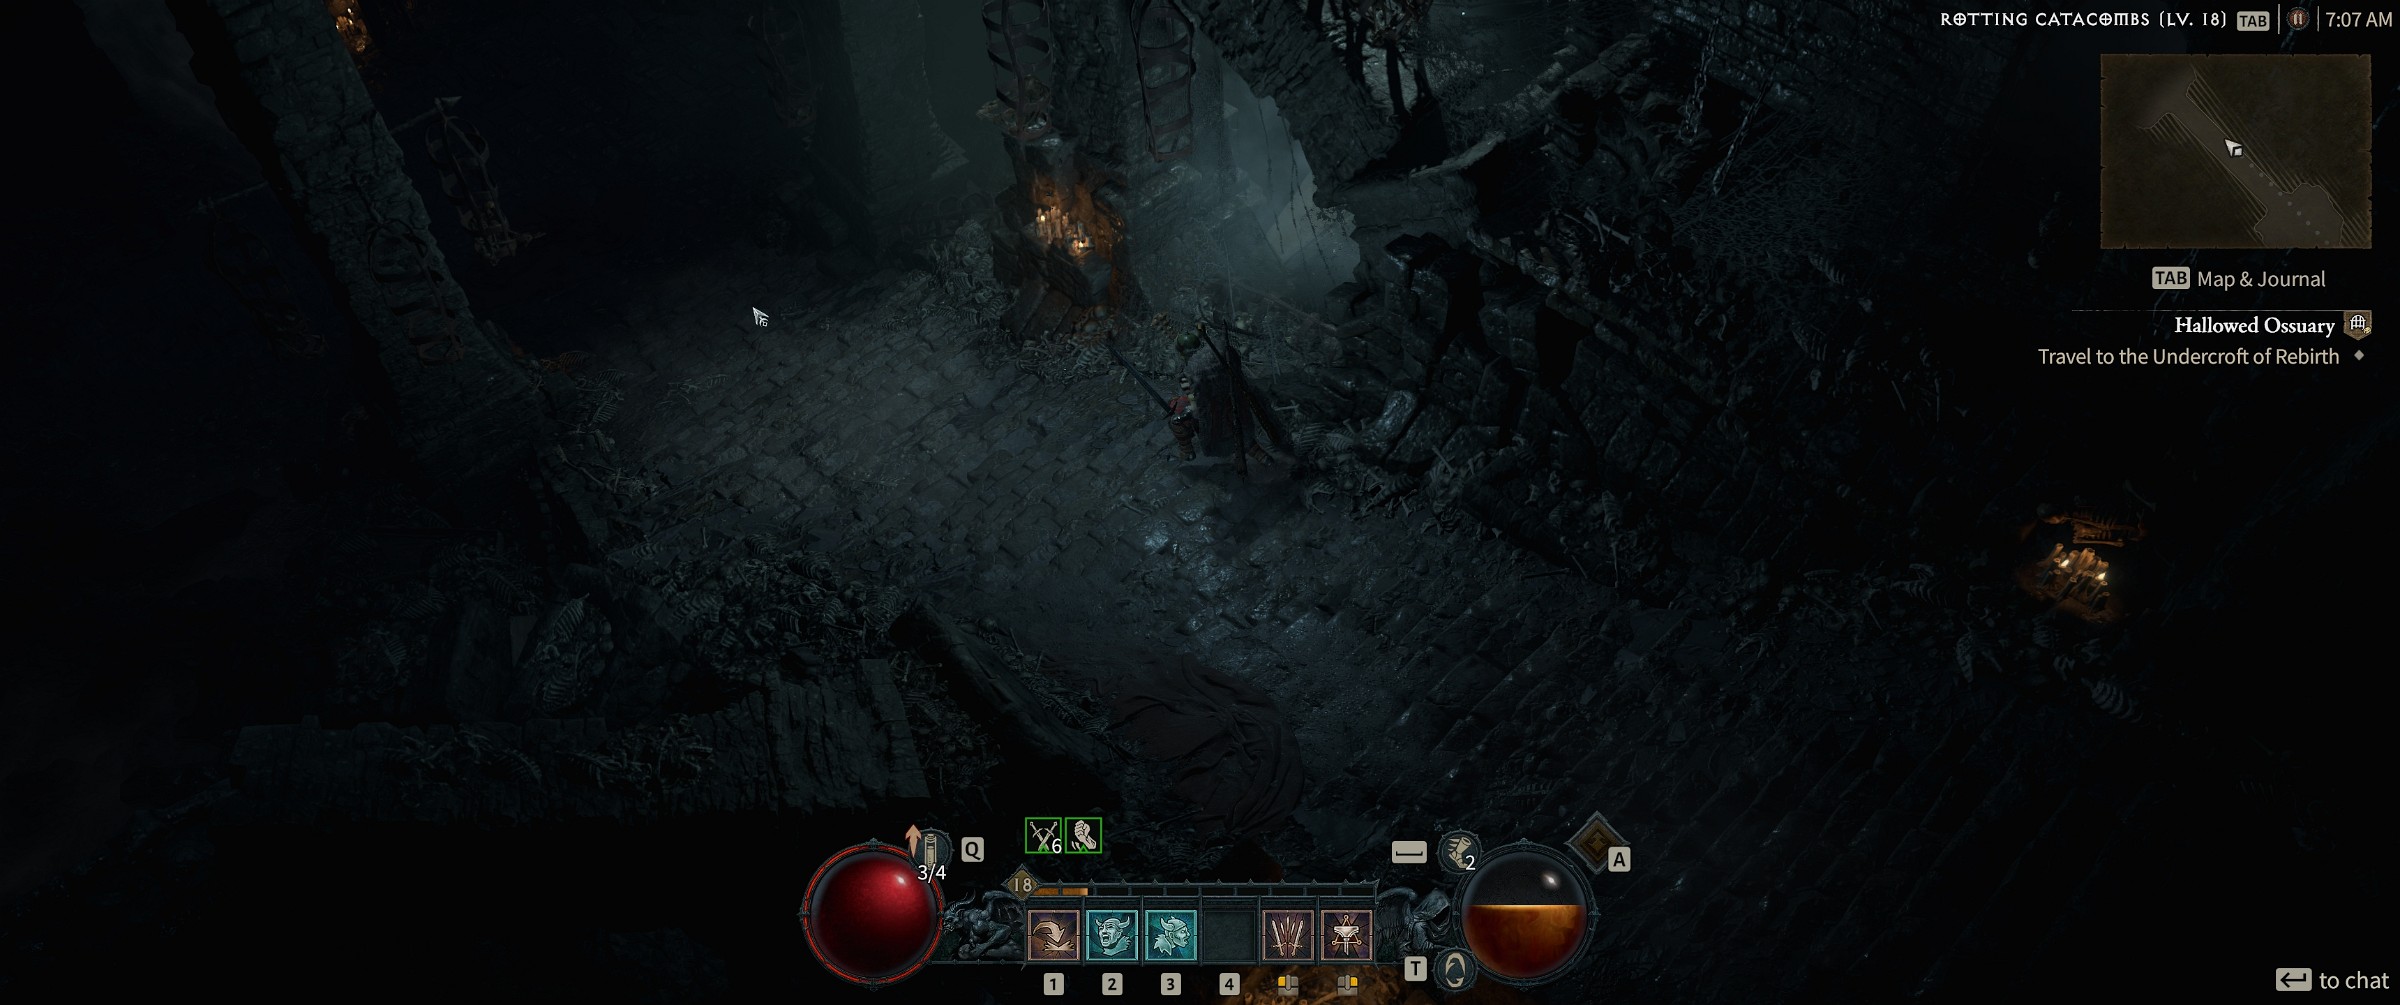 ROTTING CATACOMBS (LV. 18) TAB 7:07 AM
TAB Map & Journal
Hallowed Ossuary
Travel to the Undercroft of Rebirth
6
Q
3/4
2
A
18
T
1 2 3 4
to chat